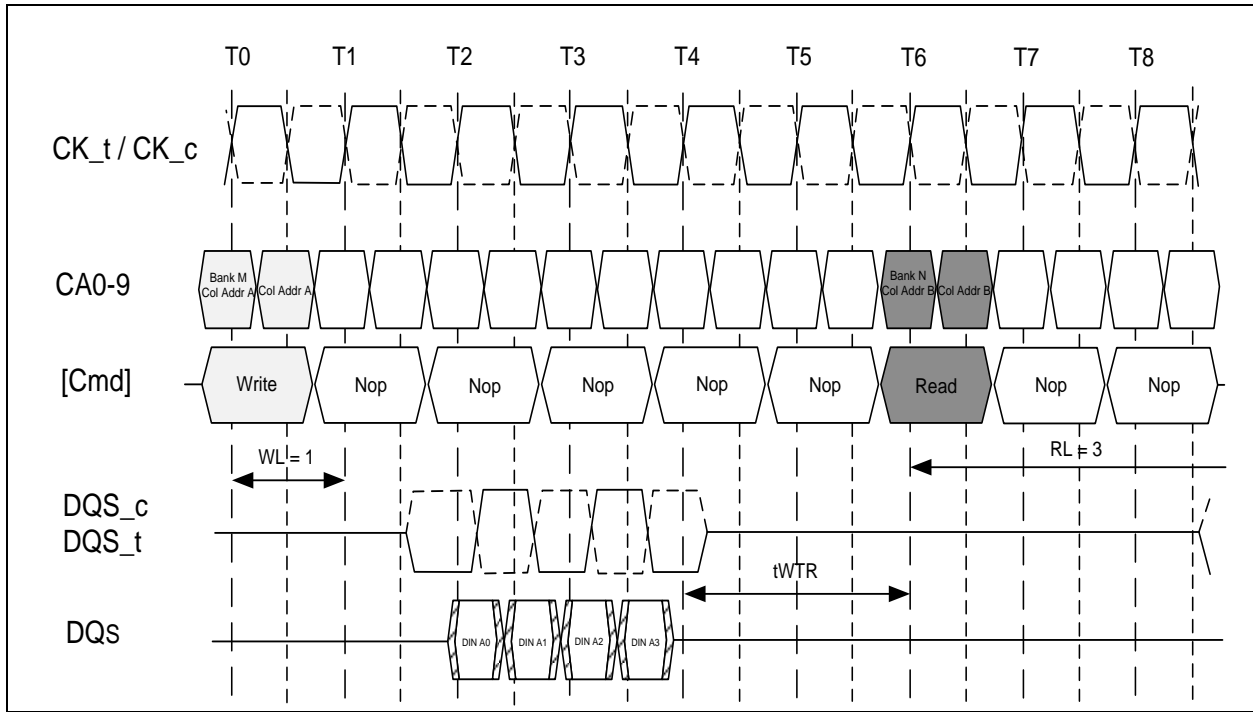 T0 T1 T2 T3 T4 T5 T6 T7 T8
CK_t / CK_c
CA0-9
Bank M
Col Addr A
Col Addr A
Bank N
Col Addr B
Col Addr B
[Cmd]
Write Nop Nop Nop Nop Nop Read Nop Nop
WL = 1
RL = 3
DQS_c
DQS_t
tWTR
DQs
DIN A0 DIN A1 DIN A2 DIN A3